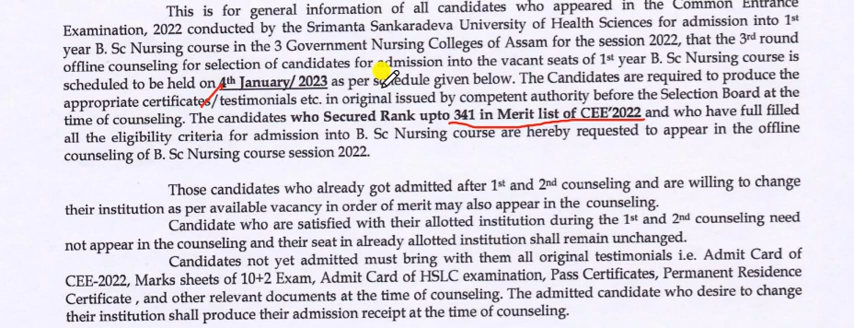 This is for general information of all candidates who appeared in the Common Entrance
Examination, 2022 conducted by the Srimanta Sankaradeva University of Health Sciences for admission into 1st
year B. Sc Nursing course in the 3 Government Nursing Colleges of Assam for the session 2022, that the 3rd round
offline counseling for selection of candidates for admission into the vacant seats of 1st year B. Sc Nursing course is
scheduled to be held on 4th January/ 2023 as per schedule given below. The Candidates are required to produce the
appropriate certificates/testimonials etc. in original issued by competent authority before the Selection Board at the
time of counseling. The candidates who Secured Rank upto 341 in Merit list of CEE'2022 and who have full filled
all the eligibility criteria for admission into B. Sc Nursing course are hereby requested to appear in the offline
counseling of B. Sc Nursing course session 2022.
Those candidates who already got admitted after 1st and 2nd counseling and are willing to change
their institution as per available vacancy in order of merit may also appear in the counseling.
Candidate who are satisfied with their allotted institution during the 1st and 2nd counseling need
not appear in the counseling and their seat in already allotted institution shall remain unchanged.
Candidates not yet admitted must bring with them all original testimonials i.e. Admit Card of
CEE-2022, Marks sheets of 10+2 Exam, Admit Card of HSLC examination, Pass Certificates, Permanent Residence
Certificate , and other relevant documents at the time of counseling. The admitted candidate who desire to change
their institution shall produce their admission receipt at the time of counseling.